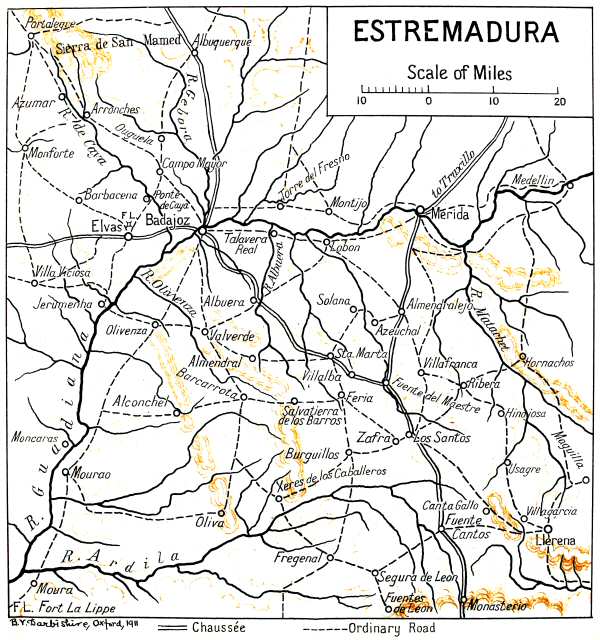 ESTREMADURA
Scale of Miles
10 0 10 20
Portalegre
Sierra de San Mamed
Albuquerque
R. Gebora
Azumar
Arronches
R. de Caya
Ouguela
Monforte
Campo Mayor
Torre del Fresno
to Truxillo
Medellin
Barbacena
Ponte de Caya
Montijo
Merida
F.L.
Elvas
Badajoz
Talavera Real
Lobon
R. Albuera
Villa Viciosa
R. Olivenza
Jerumenha
Albuera
Solana
Almendralejo
R. Matachel
Olivenza
Valverde
Azeuchal
Almendral
Sta. Marta
Villafranca
Hornachos
Villalba
Ribera
Barcarrota
Feria
Fuente del Maestre
Alconchel
Salvatierra de los Barros
Hinojosa
R. Guadiana
Moncaras
Zafra
Los Santos
Maguilla
Burguillos
Mourao
Xeres de los Caballeros
Usagre
Oliva
Canta Gallo
Villagarcia
Fuente Cantos
Llerena
R. Ardila
Fregenal
Segura de Leon
Moura
Fuentes de Leon
Monasterio
F.L. Fort La Lippe
B.V. Darbishire, Oxford, 1911
Chaussée
Ordinary Road